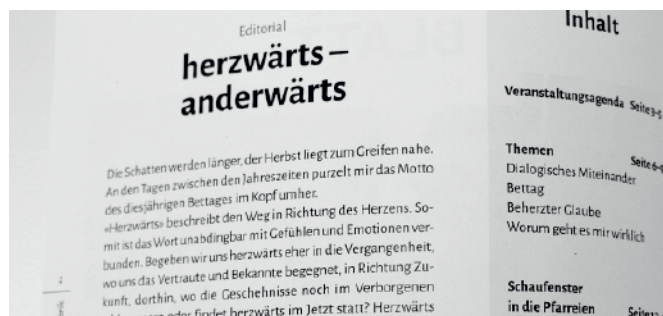 Editorial
herzwärts –
anderwärts
Die Schatten werden länger, der Herbst liegt zum Greifen nahe.
An den Tagen zwischen den Jahreszeiten purzelt mir das Motto
des diesjährigen Bettages im Kopf umher.
«Herzwärts» beschreibt den Weg in Richtung des Herzens. So-
mit ist das Wort unabdingbar mit Gefühlen und Emotionen ver-
bunden. Begeben wir uns herzwärts eher in die Vergangenheit,
wo uns das Vertraute und Bekannte begegnet, in Richtung Zu-
kunft, dorthin, wo die Geschehnisse noch im Verborgenen
oder findet herzwärts im Jetzt statt? Herzwärts
Inhalt
Veranstaltungsagenda Seite 3-5
Themen Seite 6-9
Dialogisches Miteinander
Bettag
Beherzter Glaube
Worum geht es mir wirklich
Schaufenster
in die Pfarreien Seite